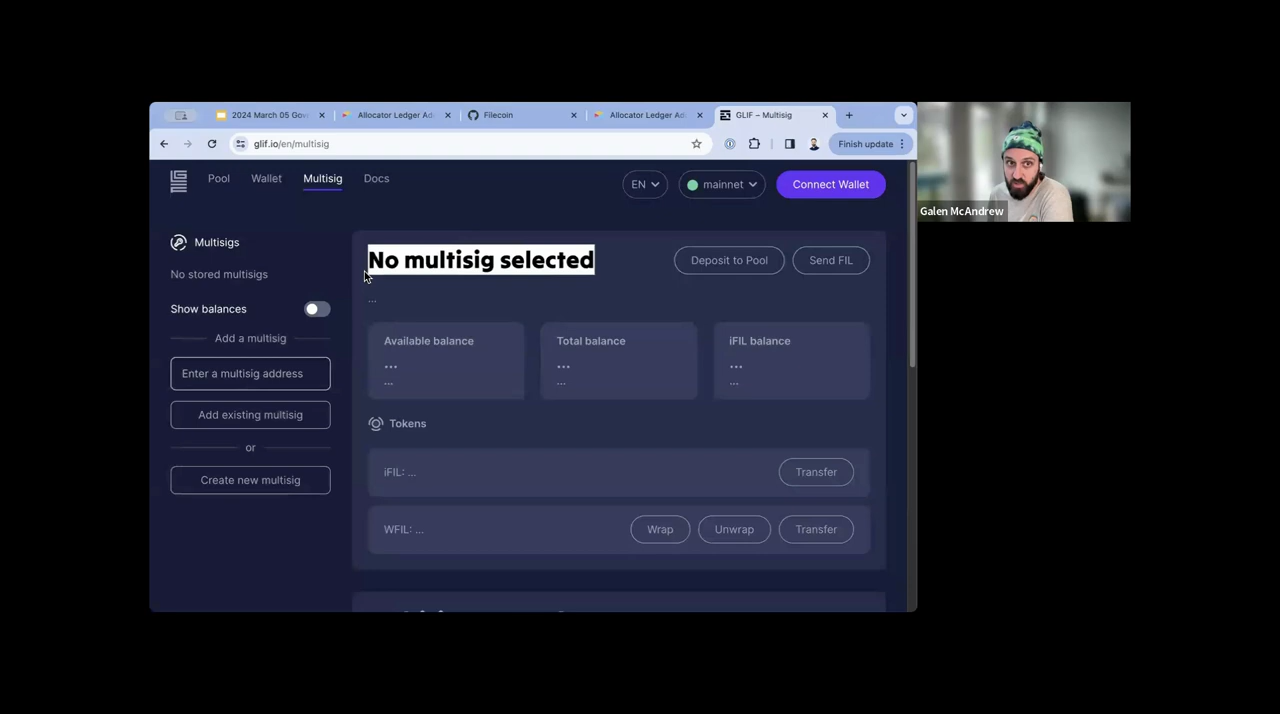 2024 March 05 Gov
Allocator Ledger Ad
Filecoin
Allocator Ledger Ad
GLIF – Multisig
glif.io/en/multisig
Finish update
Pool
Wallet
Multisig
Docs
EN
mainnet
Connect Wallet
Multisigs
No stored multisigs
Show balances
Add a multisig
Enter a multisig address
Add existing multisig
or
Create new multisig
No multisig selected
Deposit to Pool
Send FIL
...
Available balance
...
...
Total balance
...
...
iFIL balance
...
...
Tokens
iFIL: ...
Transfer
WFIL: ...
Wrap
Unwrap
Transfer
Galen McAndrew